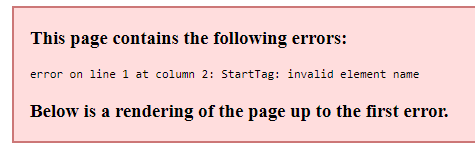 This page contains the following errors:
error on line 1 at column 2: StartTag: invalid element name
Below is a rendering of the page up to the first error.